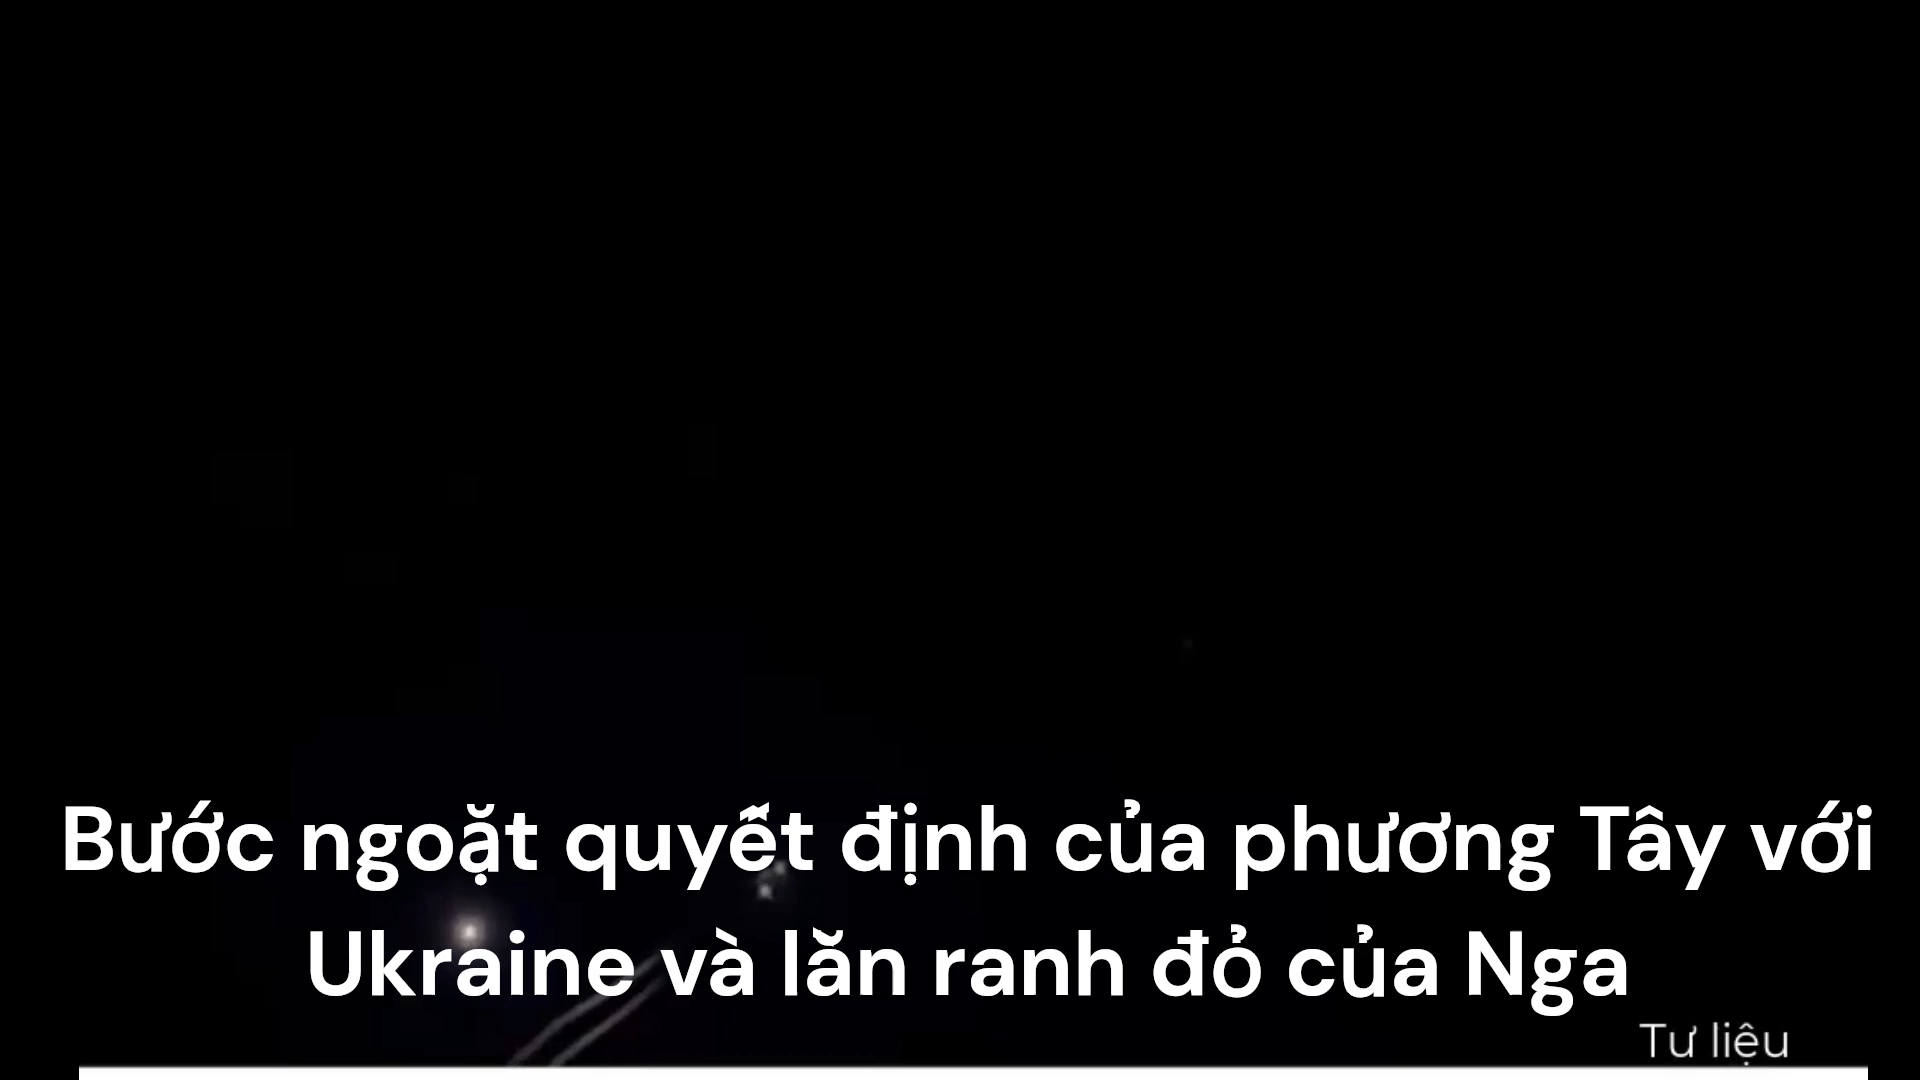 Bước ngoặt quyết định của phương Tây với
Ukraine và lằn ranh đỏ của Nga
Tư liệu